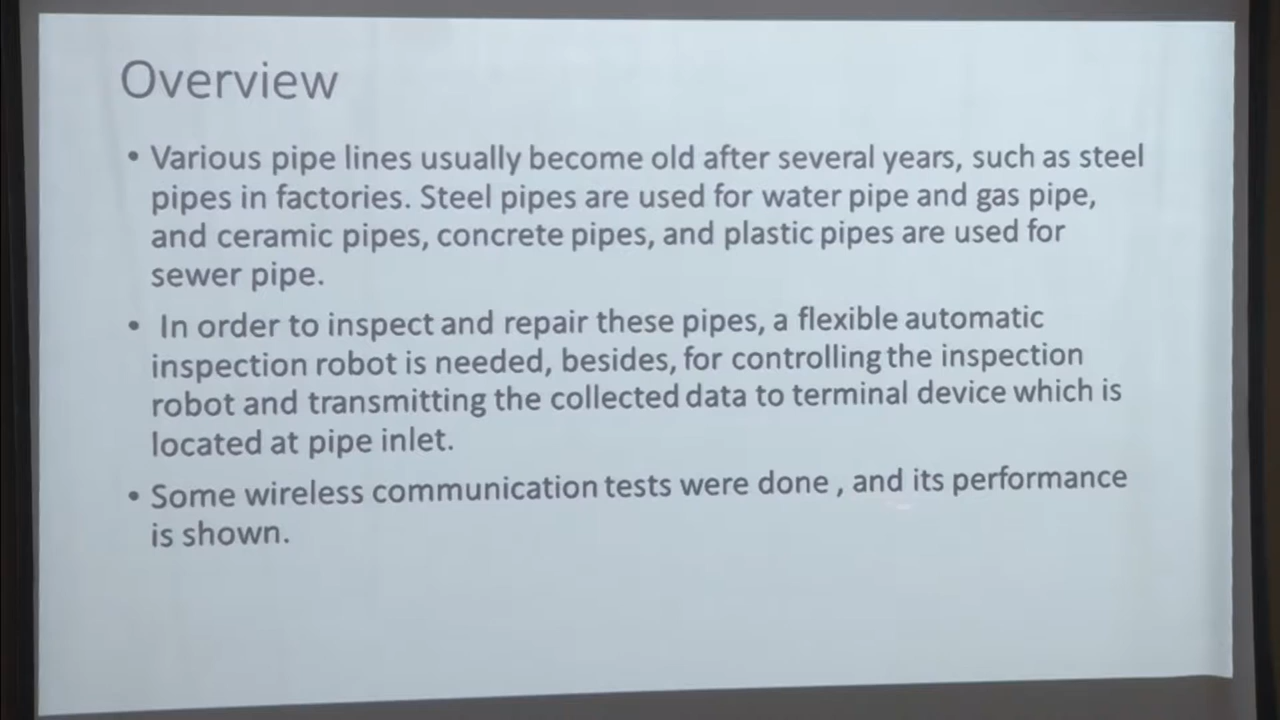 Overview
• Various pipe lines usually become old after several years, such as steel
pipes in factories. Steel pipes are used for water pipe and gas pipe,
and ceramic pipes, concrete pipes, and plastic pipes are used for
sewer pipe.
• In order to inspect and repair these pipes, a flexible automatic
inspection robot is needed, besides, for controlling the inspection
robot and transmitting the collected data to terminal device which is
located at pipe inlet.
• Some wireless communication tests were done , and its performance
is shown.